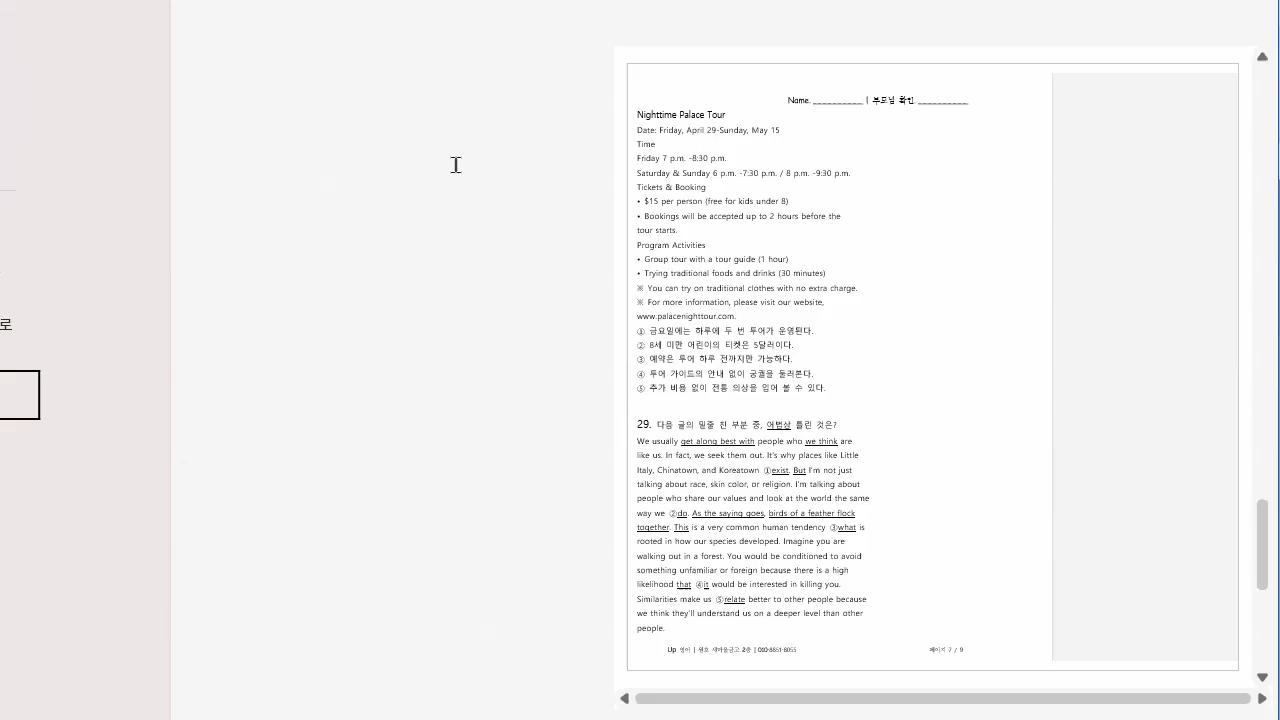 로
Name. __________ | 부모님 확인. __________
Nighttime Palace Tour
Date: Friday, April 29-Sunday, May 15
Time
Friday 7 p.m. -8:30 p.m.
Saturday & Sunday 6 p.m. -7:30 p.m. / 8 p.m. -9:30 p.m.
Tickets & Booking
• $15 per person (free for kids under 8)
• Bookings will be accepted up to 2 hours before the
tour starts.
Program Activities
• Group tour with a tour guide (1 hour)
• Trying traditional foods and drinks (30 minutes)
※ You can try on traditional clothes with no extra charge.
※ For more information, please visit our website,
www.palacenighttour.com.
① 금요일에는 하루에 두 번 투어가 운영된다.
② 8세 미만 어린이의 티켓은 5달러이다.
③ 예약은 투어 하루 전까지만 가능하다.
④ 투어 가이드의 안내 없이 궁궐을 둘러본다.
⑤ 추가 비용 없이 전통 의상을 입어 볼 수 있다.
29. 다음 글의 밑줄 친 부분 중, 어법상 틀린 것은?
We usually get along best with people who we think are
like us. In fact, we seek them out. It's why places like Little
Italy, Chinatown, and Koreatown ①exist. But I'm not just
talking about race, skin color, or religion. I'm talking about
people who share our values and look at the world the same
way we ②do. As the saying goes, birds of a feather flock
together. This is a very common human tendency ③what is
rooted in how our species developed. Imagine you are
walking out in a forest. You would be conditioned to avoid
something unfamiliar or foreign because there is a high
likelihood that ④it would be interested in killing you.
Similarities make us ⑤relate better to other people because
we think they'll understand us on a deeper level than other
people.
Up 영어 | 원호 새마을금고 2층 | 010-8851-8055
페이지 7 / 9